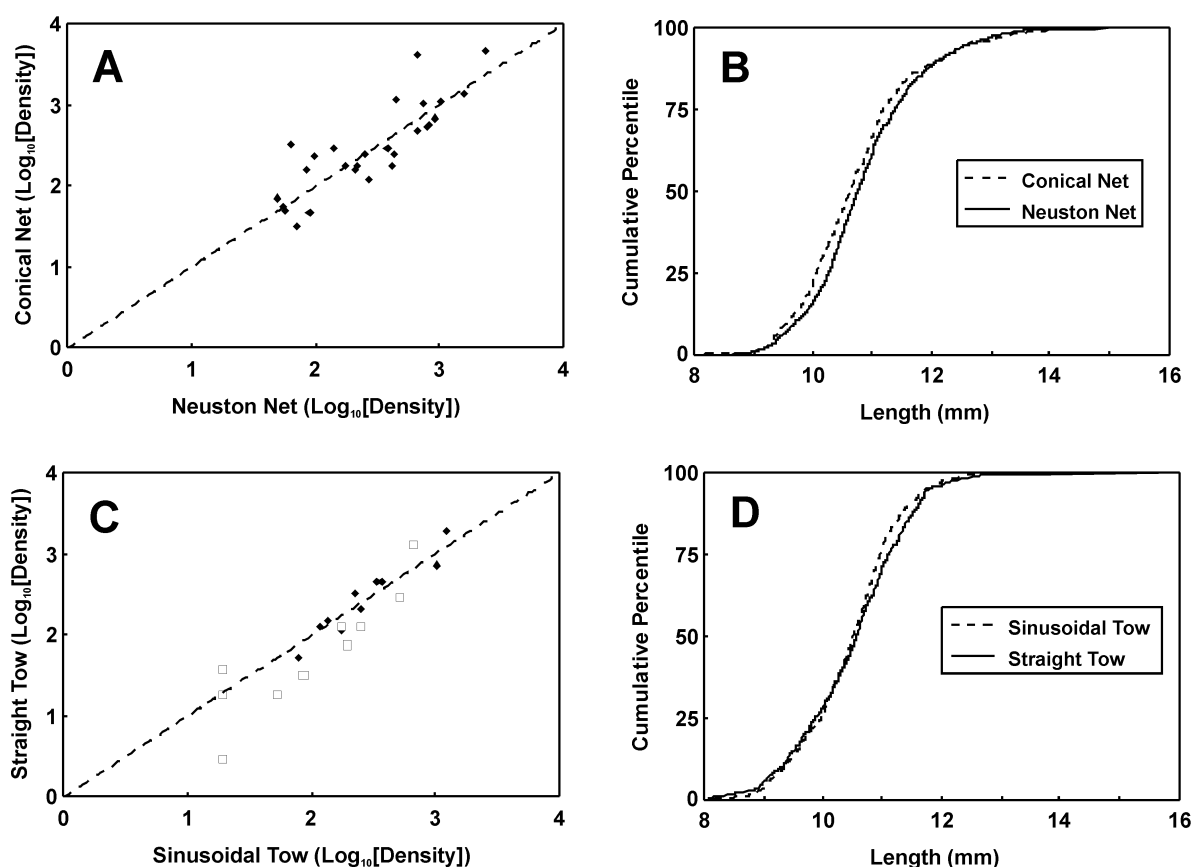 A
Conical Net (Log₁₀[Density])
4
3
2
1
0
0 1 2 3 4
Neuston Net (Log₁₀[Density])
B
Cumulative Percentile
100
75
50
25
0
Conical Net
Neuston Net
8 10 12 14 16
Length (mm)
C
Straight Tow (Log₁₀[Density])
4
3
2
1
0
0 1 2 3 4
Sinusoidal Tow (Log₁₀[Density])
D
Cumulative Percentile
100
75
50
25
0
Sinusoidal Tow
Straight Tow
8 10 12 14 16
Length (mm)